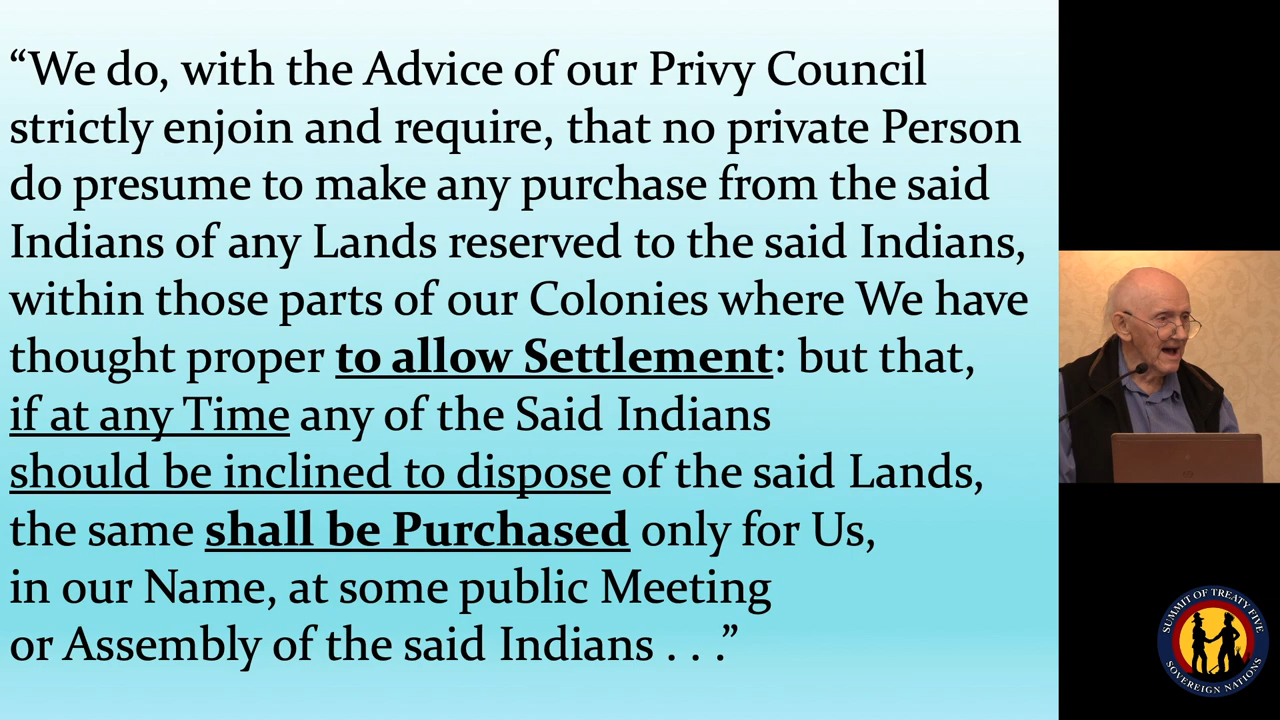 “We do, with the Advice of our Privy Council
strictly enjoin and require, that no private Person
do presume to make any purchase from the said
Indians of any Lands reserved to the said Indians,
within those parts of our Colonies where We have
thought proper to allow Settlement: but that,
if at any Time any of the Said Indians
should be inclined to dispose of the said Lands,
the same shall be Purchased only for Us,
in our Name, at some public Meeting
or Assembly of the said Indians . . .”
SUMMIT OF TREATY FIVE
SOVEREIGN NATIONS